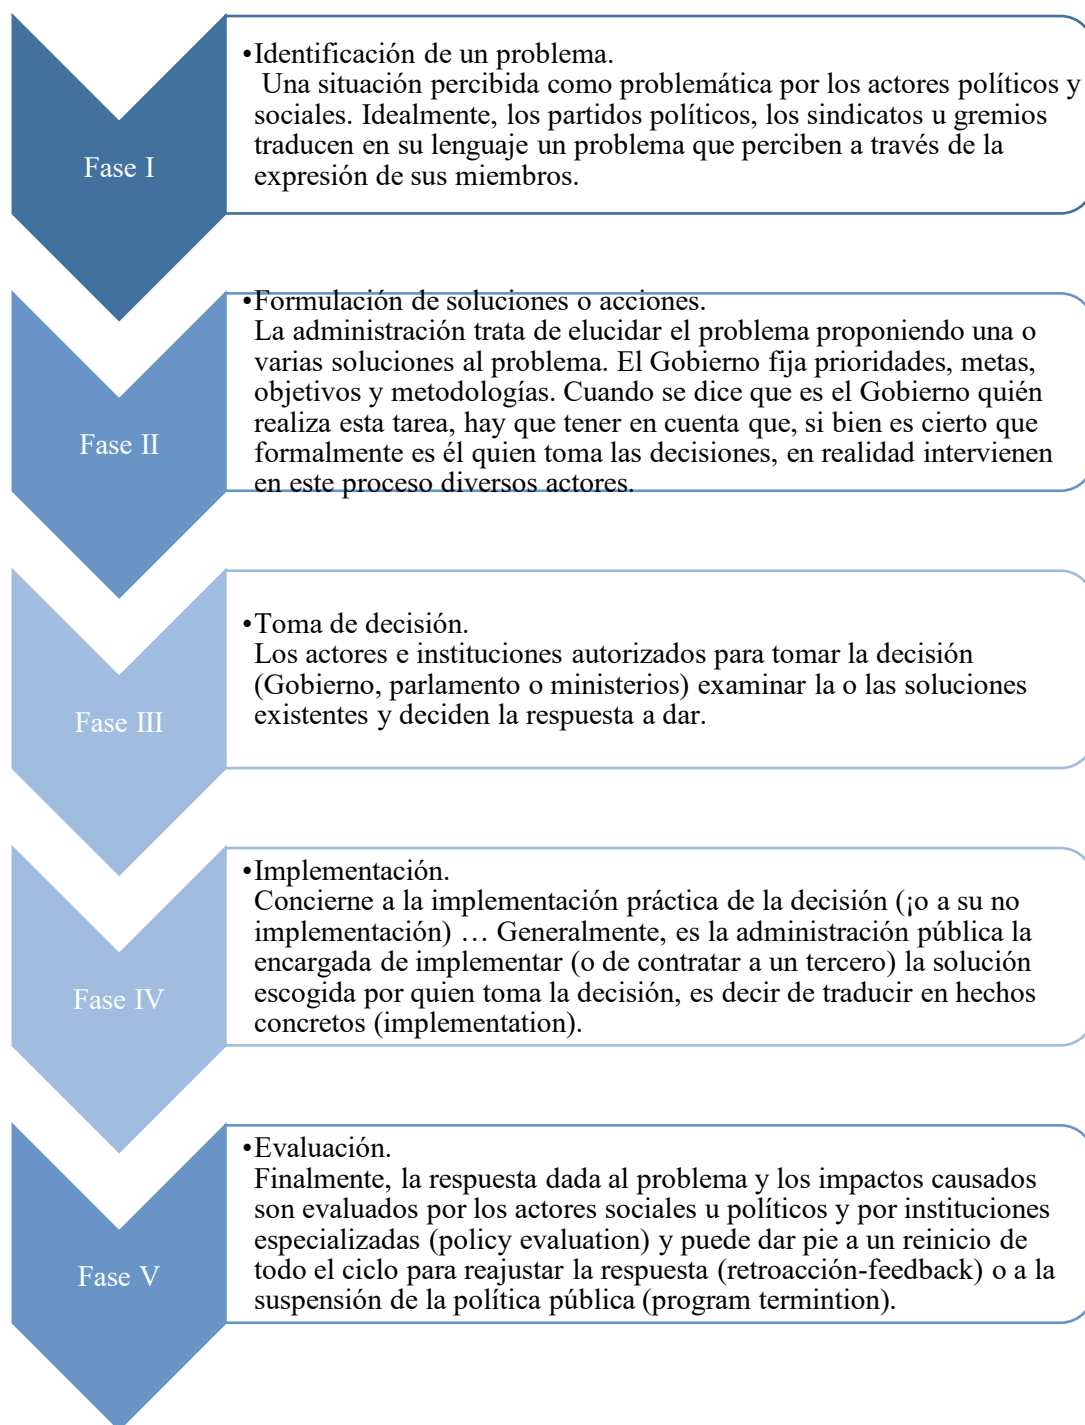 •Identificación de un problema.
Una situación percibida como problemática por los actores políticos y
sociales. Idealmente, los partidos políticos, los sindicatos u gremios
traducen en su lenguaje un problema que perciben a través de la
expresión de sus miembros.
Fase I
•Formulación de soluciones o acciones.
La administración trata de elucidar el problema proponiendo una o
varias soluciones al problema. El Gobierno fija prioridades, metas,
objetivos y metodologías. Cuando se dice que es el Gobierno quién
realiza esta tarea, hay que tener en cuenta que, si bien es cierto que
formalmente es él quien toma las decisiones, en realidad intervienen
en este proceso diversos actores.
Fase II
•Toma de decisión.
Los actores e instituciones autorizados para tomar la decisión
(Gobierno, parlamento o ministerios) examinar la o las soluciones
existentes y deciden la respuesta a dar.
Fase III
•Implementación.
Concierne a la implementación práctica de la decisión (¡o a su no
implementación) … Generalmente, es la administración pública la
encargada de implementar (o de contratar a un tercero) la solución
escogida por quien toma la decisión, es decir de traducir en hechos
concretos (implementation).
Fase IV
•Evaluación.
Finalmente, la respuesta dada al problema y los impactos causados
son evaluados por los actores sociales u políticos y por instituciones
especializadas (policy evaluation) y puede dar pie a un reinicio de
todo el ciclo para reajustar la respuesta (retroacción-feedback) o a la
suspensión de la política pública (program termintion).
Fase V